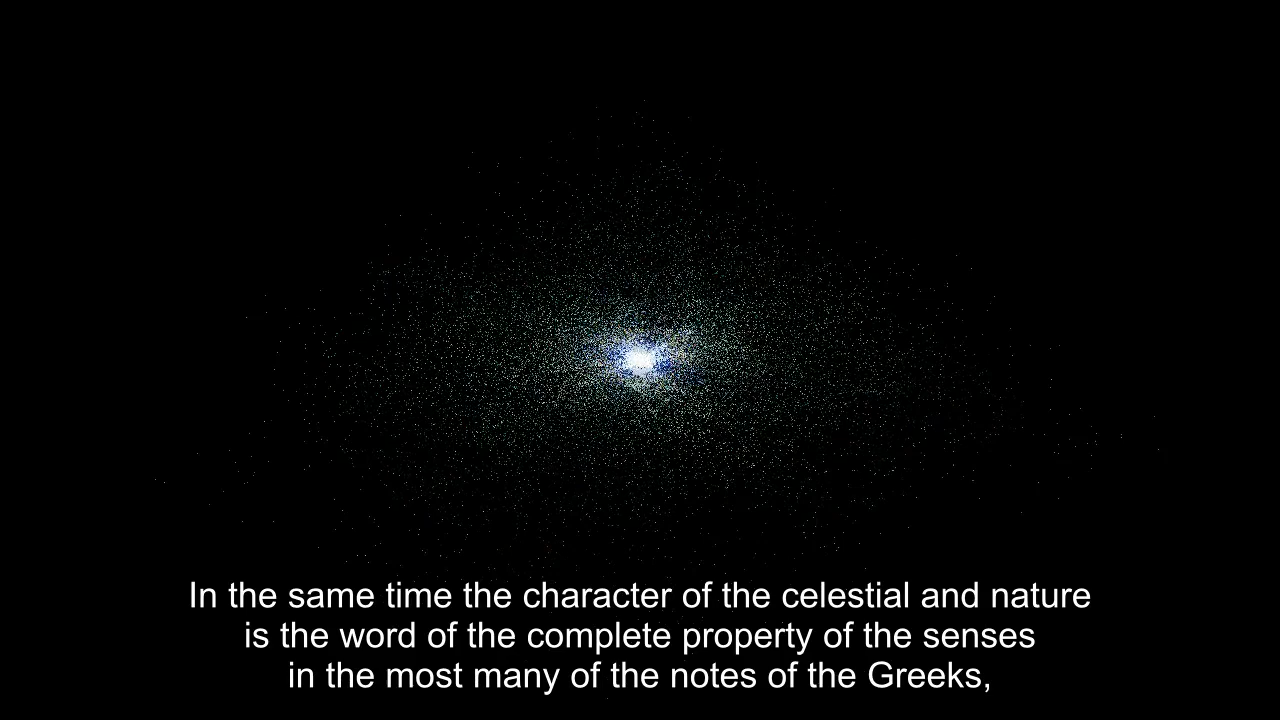 In the same time the character of the celestial and nature
is the word of the complete property of the senses
in the most many of the notes of the Greeks,